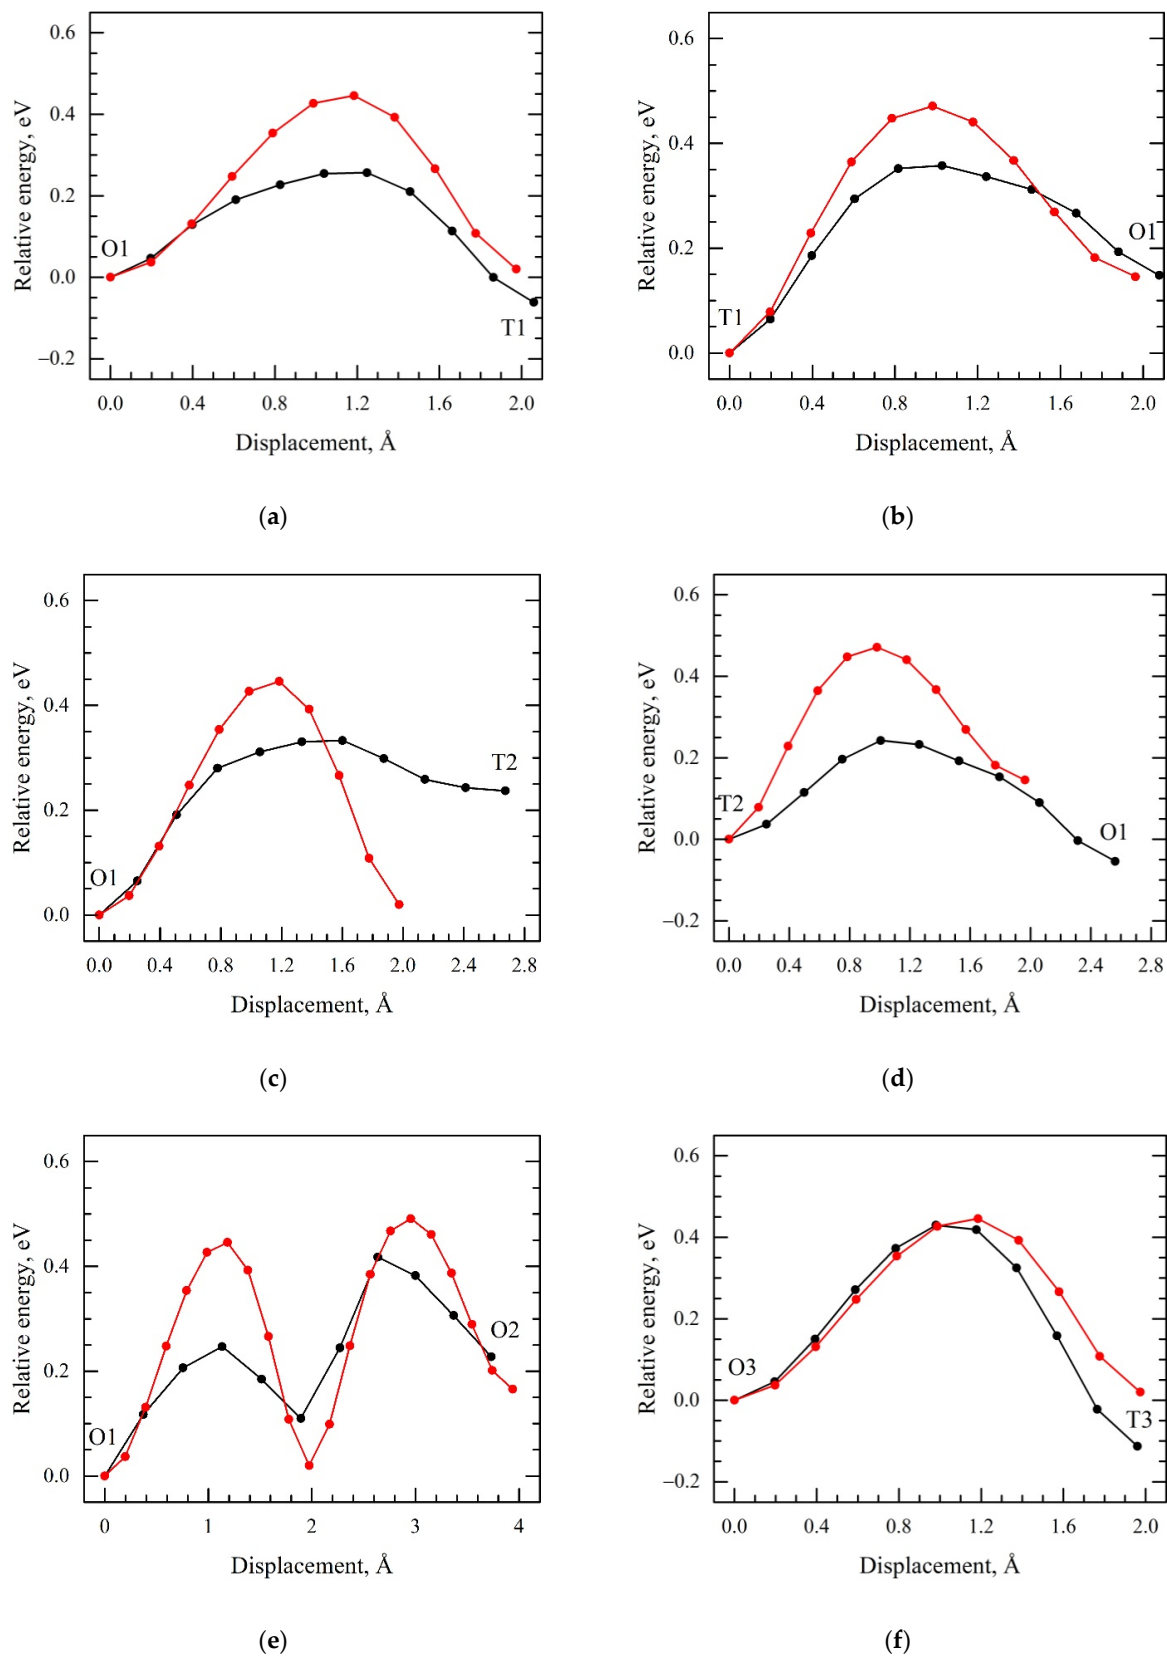 0.6
0.4
0.2
0.0
−0.2
Relative energy, eV
O1
T1
0.0 0.4 0.8 1.2 1.6 2.0
Displacement, Å
(a)
0.6
0.4
0.2
0.0
Relative energy, eV
T1
O1
0.0 0.4 0.8 1.2 1.6 2.0
Displacement, Å
(b)
0.6
0.4
0.2
0.0
Relative energy, eV
O1
T2
0.0 0.4 0.8 1.2 1.6 2.0 2.4 2.8
Displacement, Å
(c)
0.6
0.4
0.2
0.0
−0.2
Relative energy, eV
T2
O1
0.0 0.4 0.8 1.2 1.6 2.0 2.4 2.8
Displacement, Å
(d)
0.6
0.4
0.2
0.0
Relative energy, eV
O1
O2
0 1 2 3 4
Displacement, Å
(e)
0.6
0.4
0.2
0.0
−0.2
Relative energy, eV
O3
T3
0.0 0.4 0.8 1.2 1.6 2.0
Displacement, Å
(f)